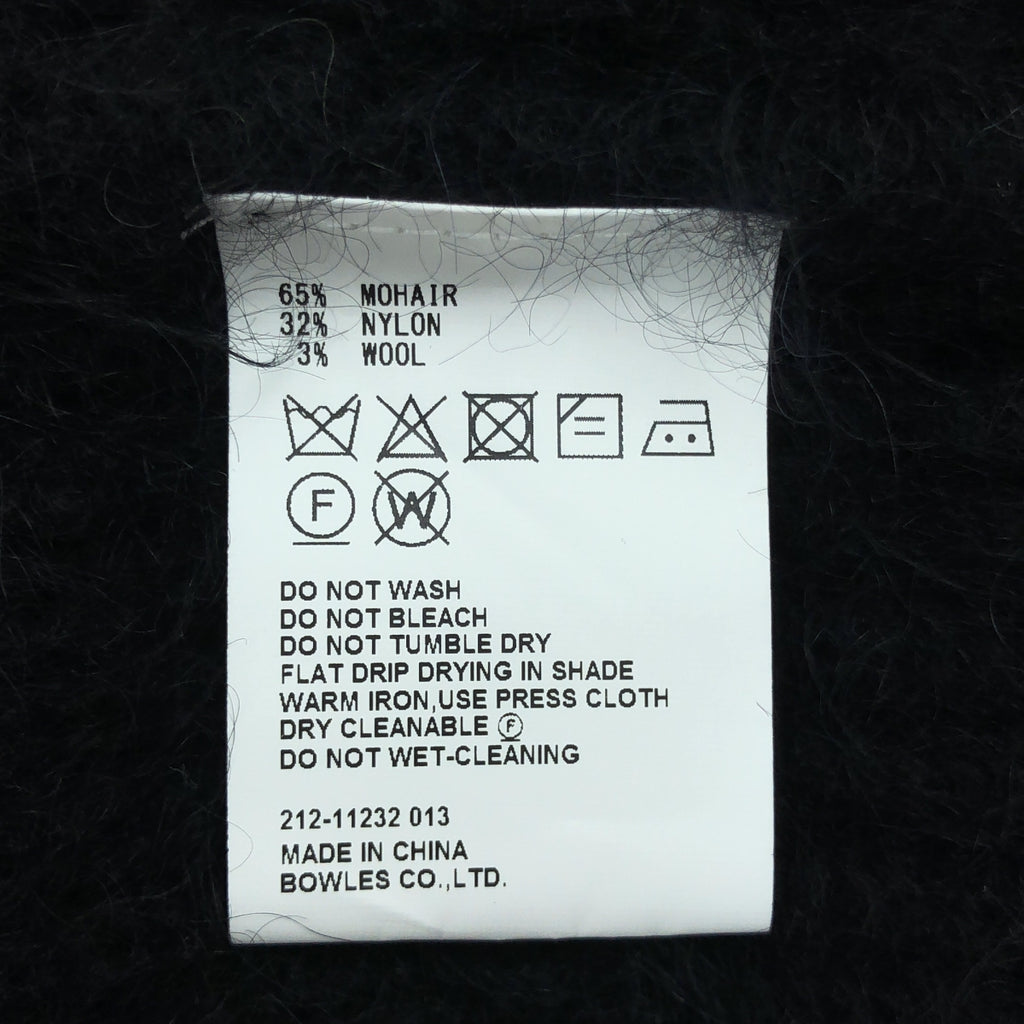 65% MOHAIR
32% NYLON
3% WOOL
F W
DO NOT WASH
DO NOT BLEACH
DO NOT TUMBLE DRY
FLAT DRIP DRYING IN SHADE
WARM IRON,USE PRESS CLOTH
DRY CLEANABLE Ⓕ
DO NOT WET-CLEANING
212-11232 013
MADE IN CHINA
BOWLES CO.,LTD.